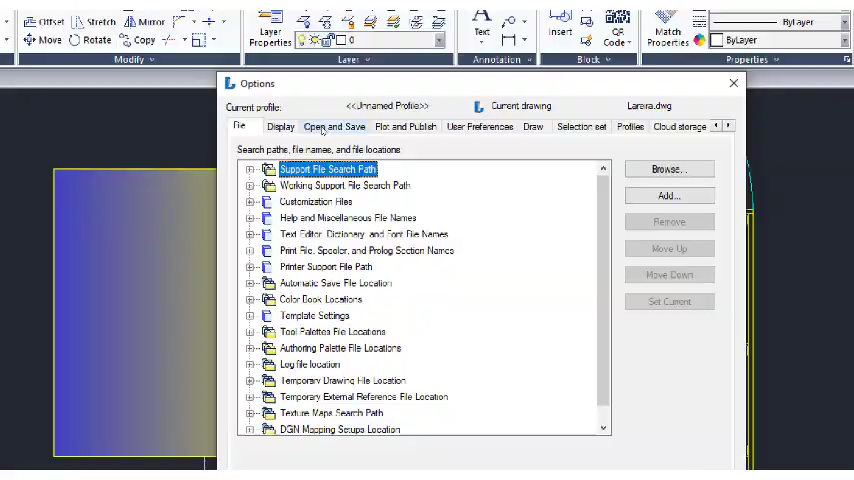 Offset Stretch Mirror
Move Rotate Copy
Modify
Layer
Properties
0
Layer
Text
Annotation
Insert
QR
Code
Block
Match
Properties
ByLayer
ByLayer
Properties
Options
Current profile: <<Unnamed Profile>> Current drawing Lareira.dwg
File Display Open and Save Plot and Publish User Preferences Draw Selection set Profiles Cloud storage
Search paths, file names, and file locations:
Support File Search Path
Working Support File Search Path
Customization Files
Help and Miscellaneous File Names
Text Editor, Dictionary, and Font File Names
Print File, Spooler, and Prolog Section Names
Printer Support File Path
Automatic Save File Location
Color Book Locations
Template Settings
Tool Palettes File Locations
Authoring Palette File Locations
Log file location
Temporary Drawing File Location
Temporary External Reference File Location
Texture Maps Search Path
DGN Mapping Setups Location
Browse...
Add...
Remove
Move Up
Move Down
Set Current